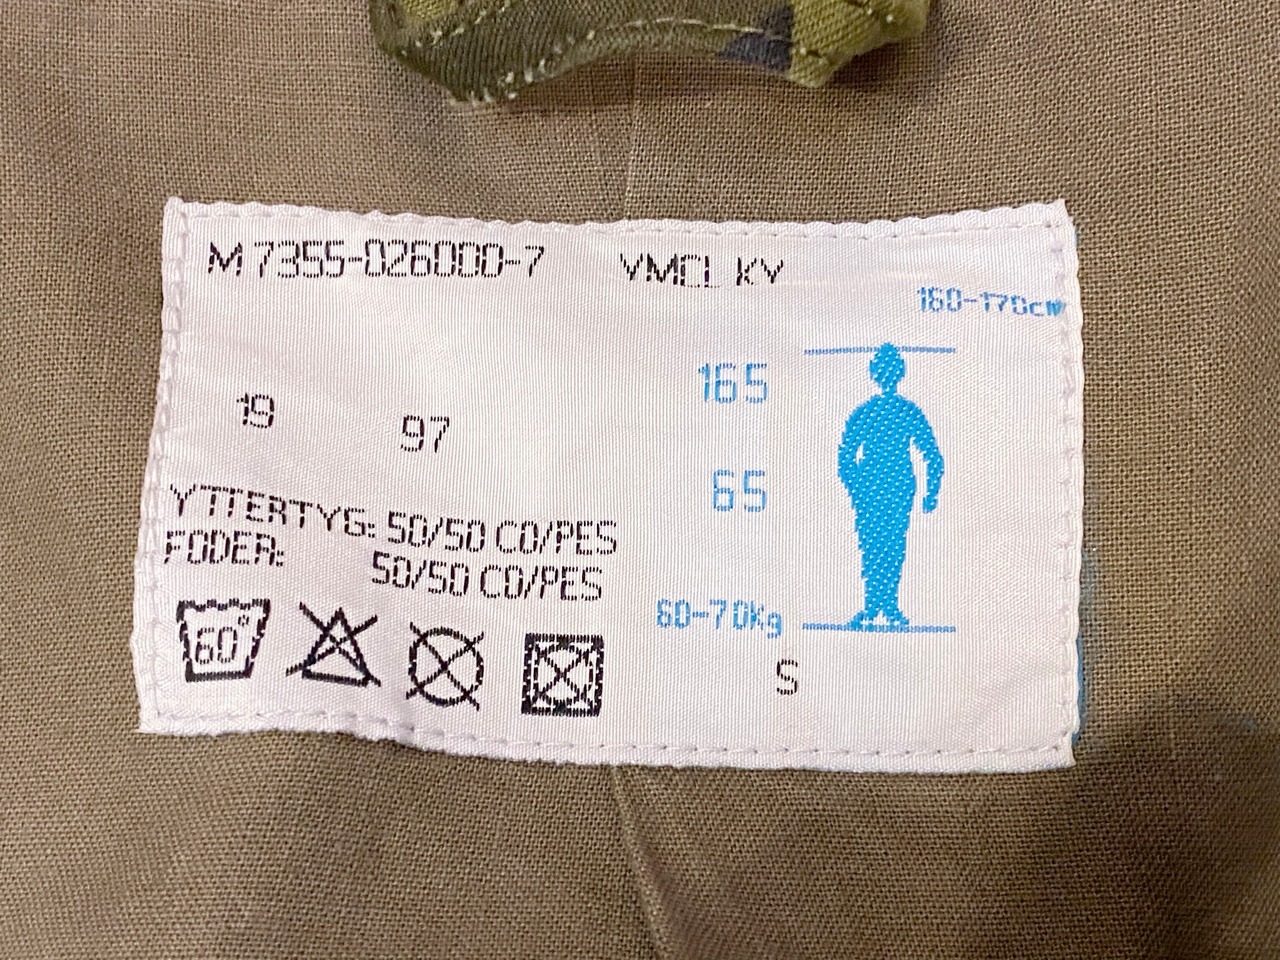 M 7355-026000-7 YMCL KY
160-170cm
165
19 97
65
YTTERTYG: 50/50 CO/PES
FODER: 50/50 CO/PES
60-70Kg
60°
S